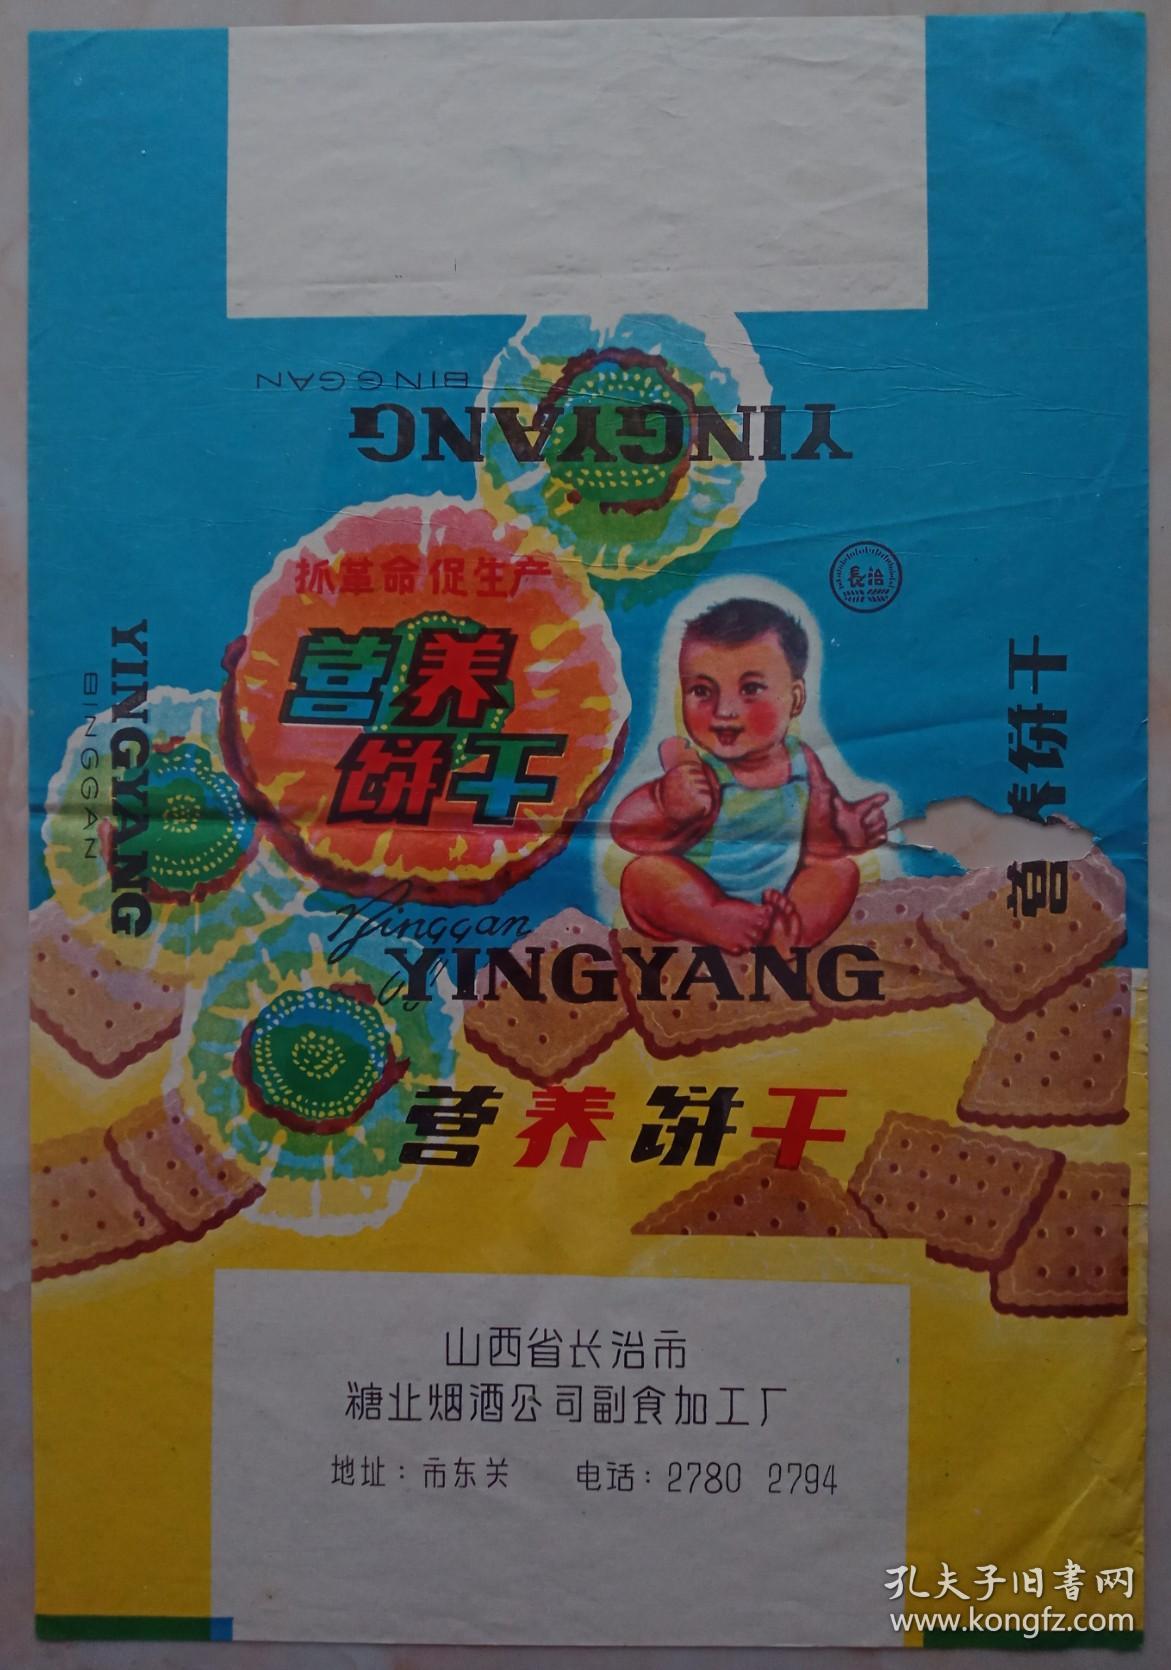 BINGGAN
YINGYANG
抓革命促生产
营养
饼干
長治
YINGYANG
BINGGAN
营养饼干
Binggan
YINGYANG
营养饼干
山西省长治市
糖业烟酒公司副食加工厂
地址：市东关 电话：2780 2794
孔夫子旧書网
www.kongfz.com